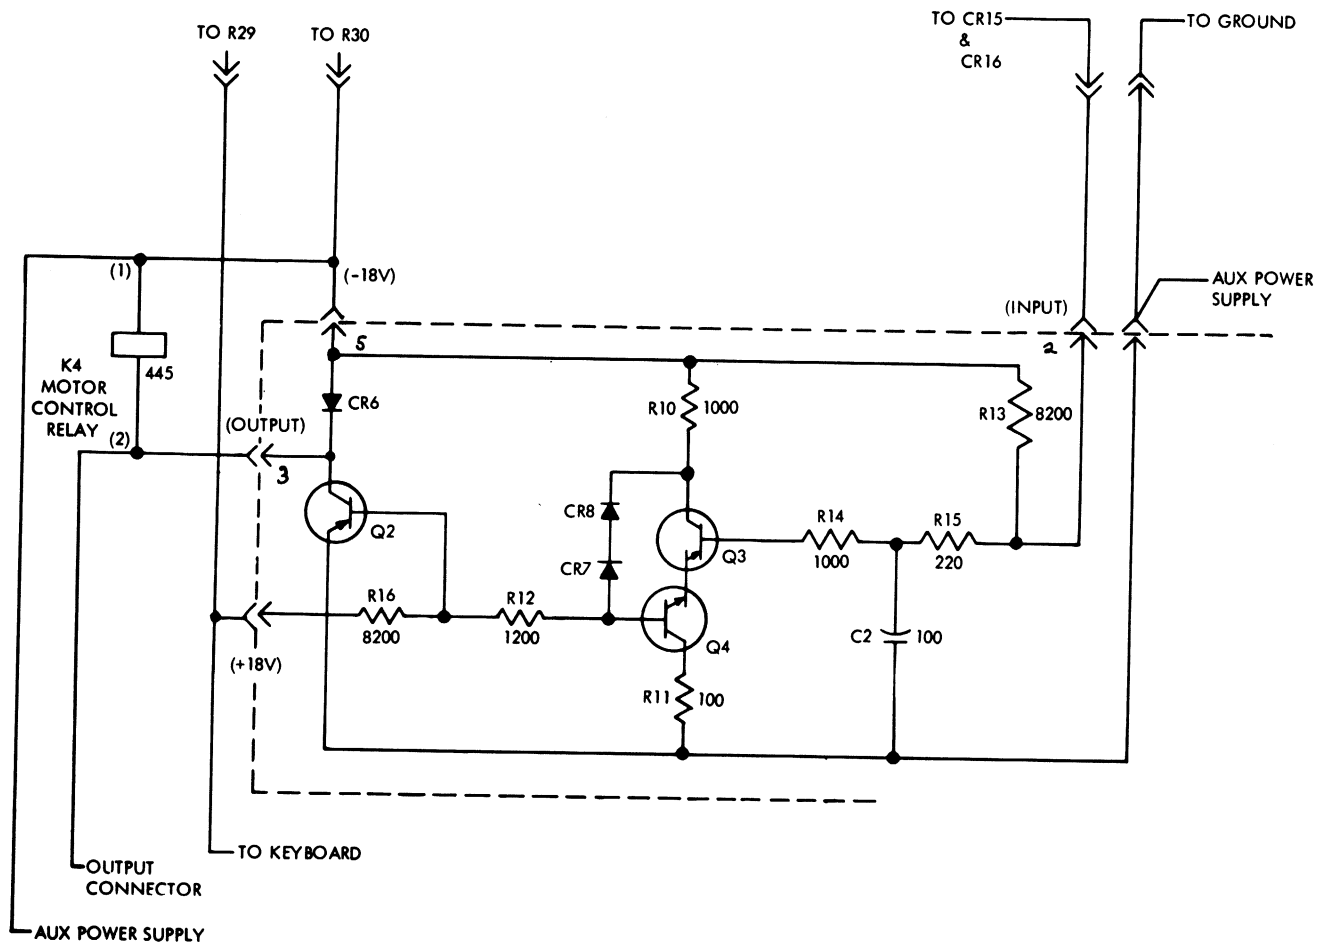 TO R29
TO R30
TO CR15
&
CR16
TO GROUND
(1)
(-18V)
(INPUT)
AUX POWER
SUPPLY
5
2
K4
MOTOR
CONTROL
RELAY
445
CR6
R10
1000
R13
8200
(OUTPUT)
(2)
3
Q2
CR8
CR7
Q3
R14
1000
R15
220
R16
8200
R12
1200
Q4
C2
100
(+18V)
R11
100
TO KEYBOARD
OUTPUT
CONNECTOR
AUX POWER SUPPLY